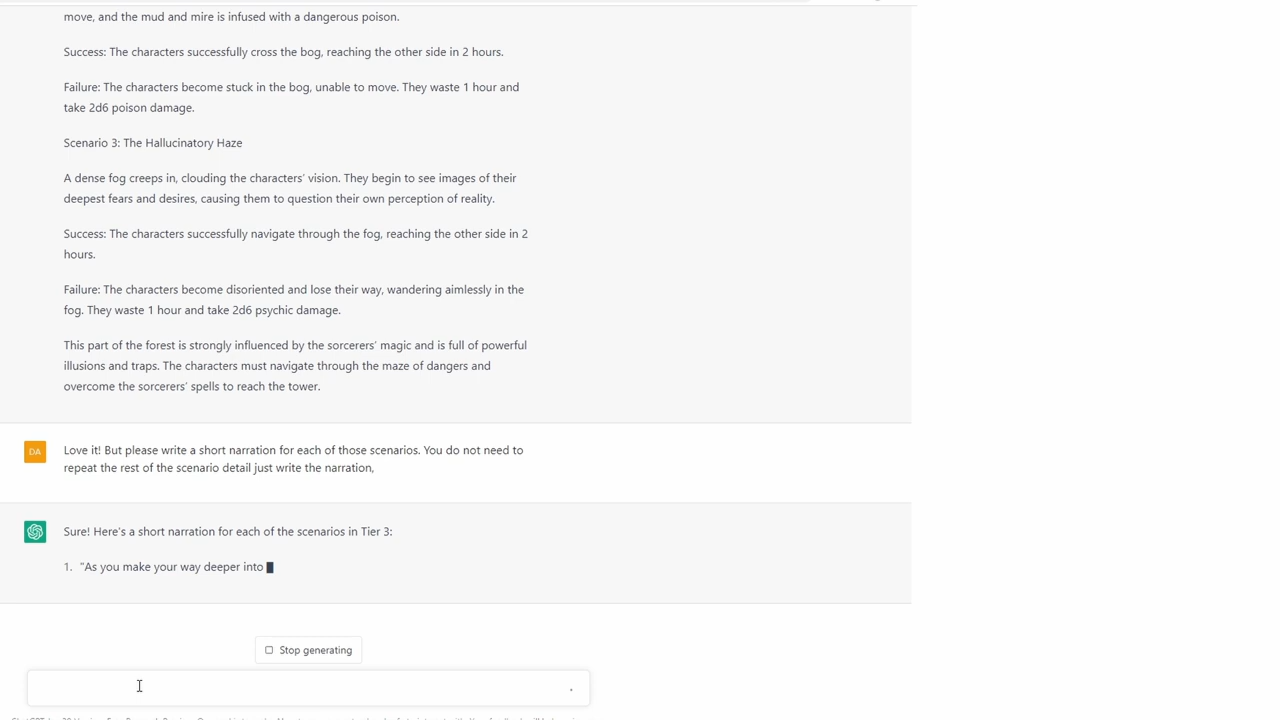 move, and the mud and mire is infused with a dangerous poison.
Success: The characters successfully cross the bog, reaching the other side in 2 hours.
Failure: The characters become stuck in the bog, unable to move. They waste 1 hour and
take 2d6 poison damage.
Scenario 3: The Hallucinatory Haze
A dense fog creeps in, clouding the characters' vision. They begin to see images of their
deepest fears and desires, causing them to question their own perception of reality.
Success: The characters successfully navigate through the fog, reaching the other side in 2
hours.
Failure: The characters become disoriented and lose their way, wandering aimlessly in the
fog. They waste 1 hour and take 2d6 psychic damage.
This part of the forest is strongly influenced by the sorcerers' magic and is full of powerful
illusions and traps. The characters must navigate through the maze of dangers and
overcome the sorcerers' spells to reach the tower.
DA
Love it! But please write a short narration for each of those scenarios. You do not need to
repeat the rest of the scenario detail just write the narration,
Sure! Here's a short narration for each of the scenarios in Tier 3:
1. "As you make your way deeper into
Stop generating